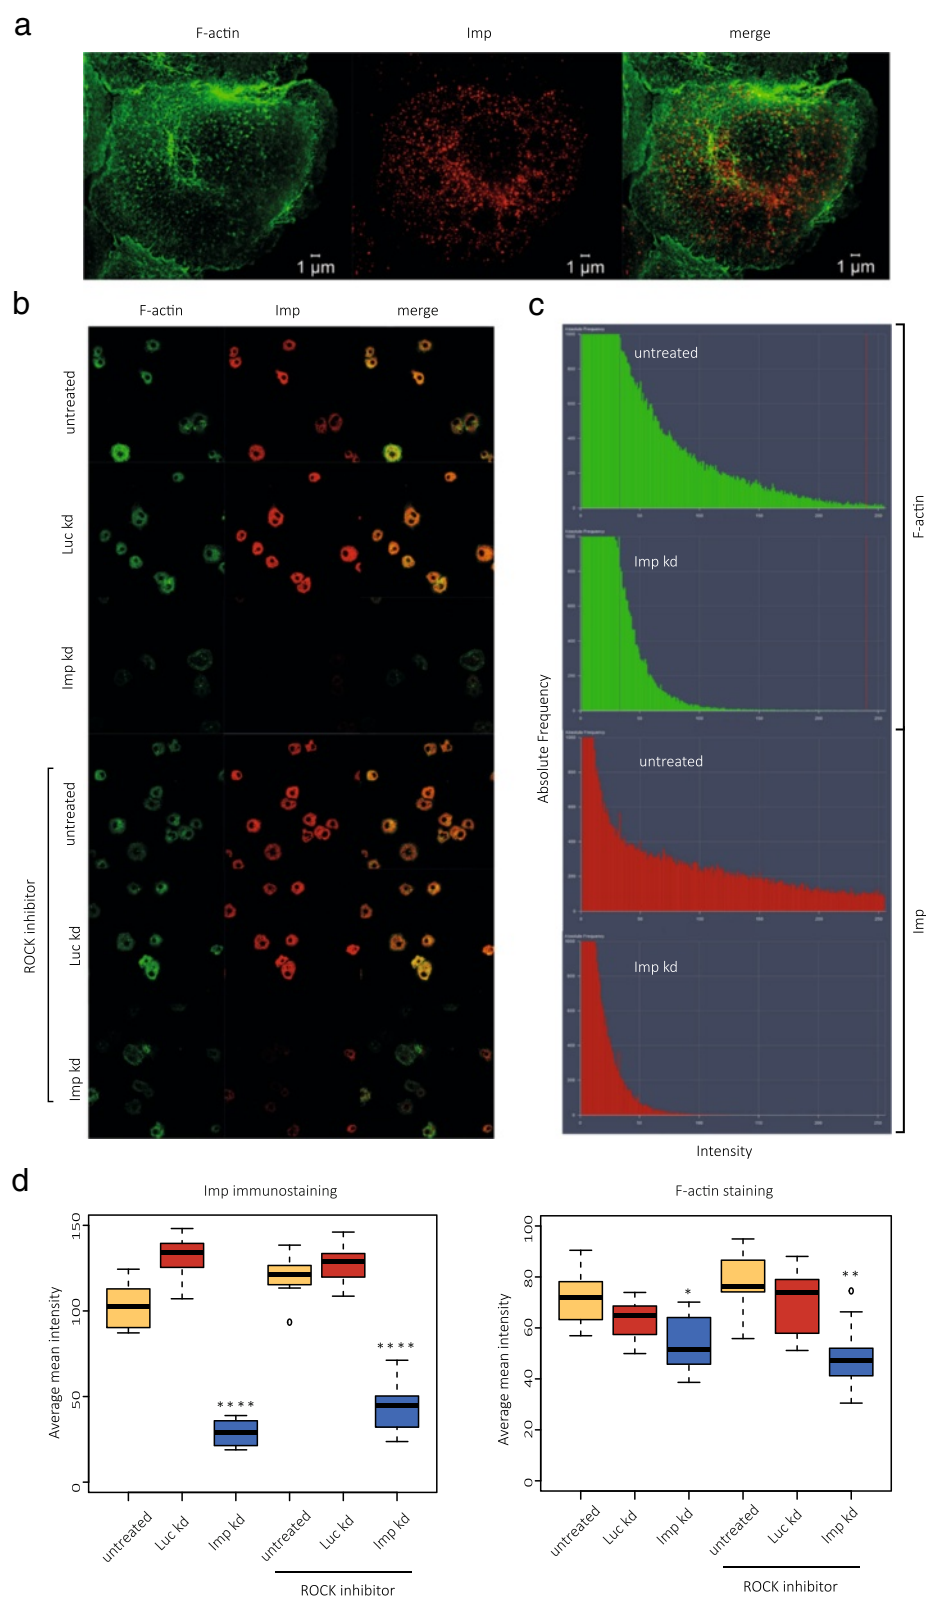 a
F-actin
Imp
merge
1 µm
1 µm
1 µm
b
F-actin
Imp
merge
untreated
Luc kd
Imp kd
ROCK inhibitor
untreated
Luc kd
Imp kd
c
untreated
Imp kd
untreated
Imp kd
Absolute Frequency
Intensity
F-actin
Imp
d
Imp immunostaining
Average mean intensity
150
100
50
0
****
****
untreated
Luc kd
Imp kd
untreated
Luc kd
Imp kd
ROCK inhibitor
F-actin staining
Average mean intensity
100
80
60
40
20
0
*
**
untreated
Luc kd
Imp kd
untreated
Luc kd
Imp kd
ROCK inhibitor